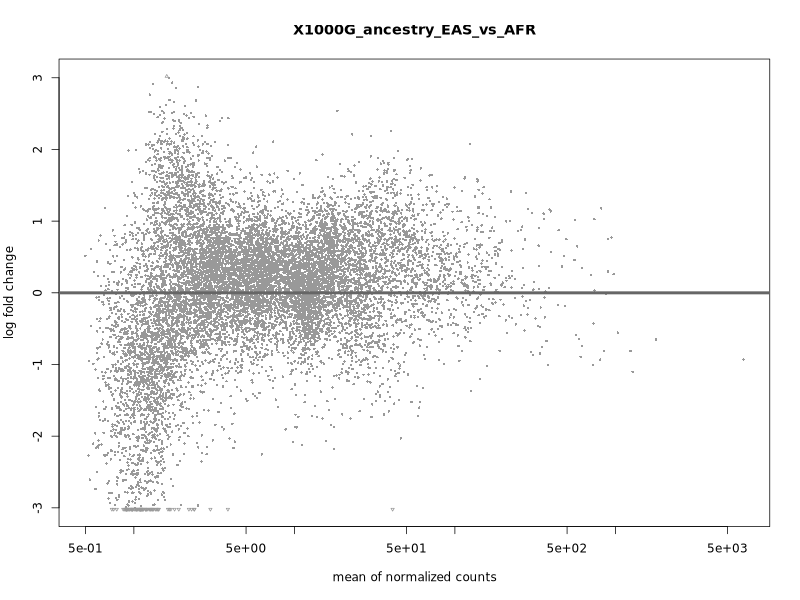 X1000G_ancestry_EAS_vs_AFR
log fold change
3
2
1
0
-1
-2
-3
5e-01
5e+00
5e+01
5e+02
5e+03
mean of normalized counts